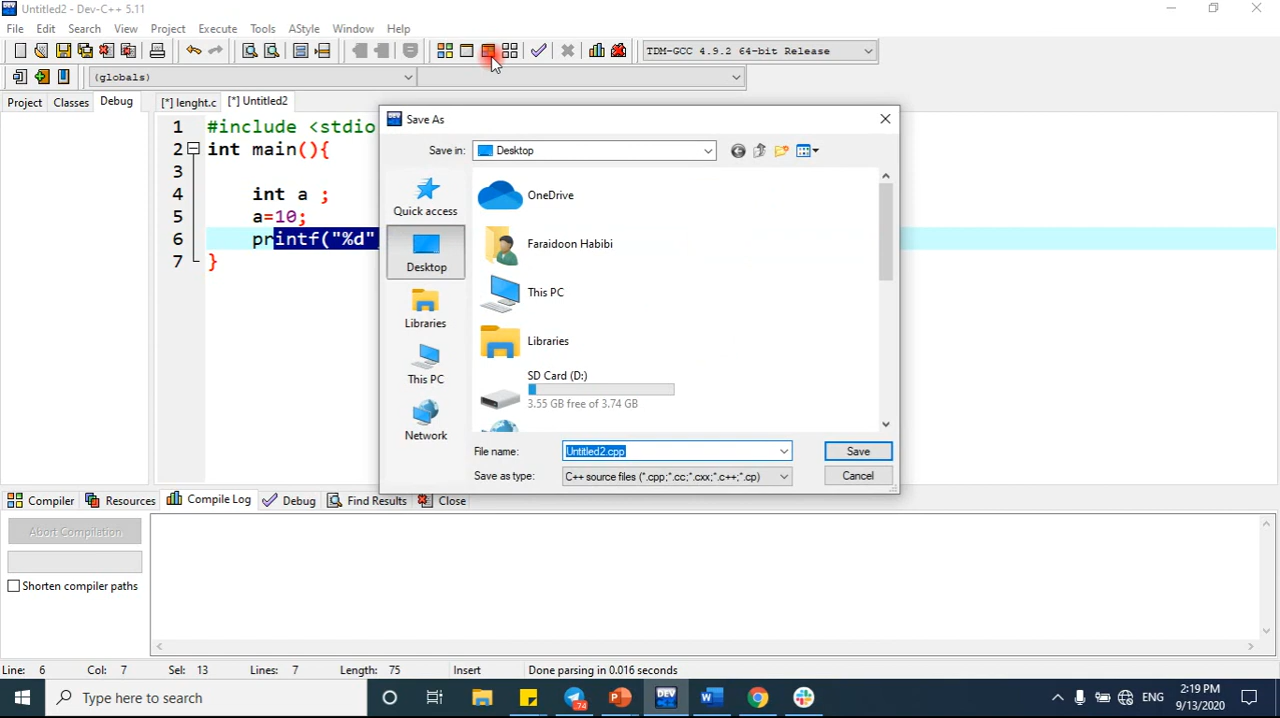 Untitled2 - Dev-C++ 5.11
File Edit Search View Project Execute Tools AStyle Window Help
TDM-GCC 4.9.2 64-bit Release
(globals)
Project Classes Debug [*] lenght.c [*] Untitled2
1 #include <stdio
2 int main(){
3
4 int a ;
5 a=10;
6 printf("%d"
7 }
Save As
Save in: Desktop
Quick access
Desktop
Libraries
This PC
Network
OneDrive
Faraidoon Habibi
This PC
Libraries
SD Card (D:)
3.55 GB free of 3.74 GB
File name: Untitled2.cpp Save
Save as type: C++ source files (*.cpp;*.cc;*.cxx;*.c++;*.cp) Cancel
Compiler Resources Compile Log Debug Find Results Close
Abort Compilation
Shorten compiler paths
Line: 6 Col: 7 Sel: 13 Lines: 7 Length: 75 Insert Done parsing in 0.016 seconds
Type here to search
74
DEV
ENG
2:19 PM
9/13/2020